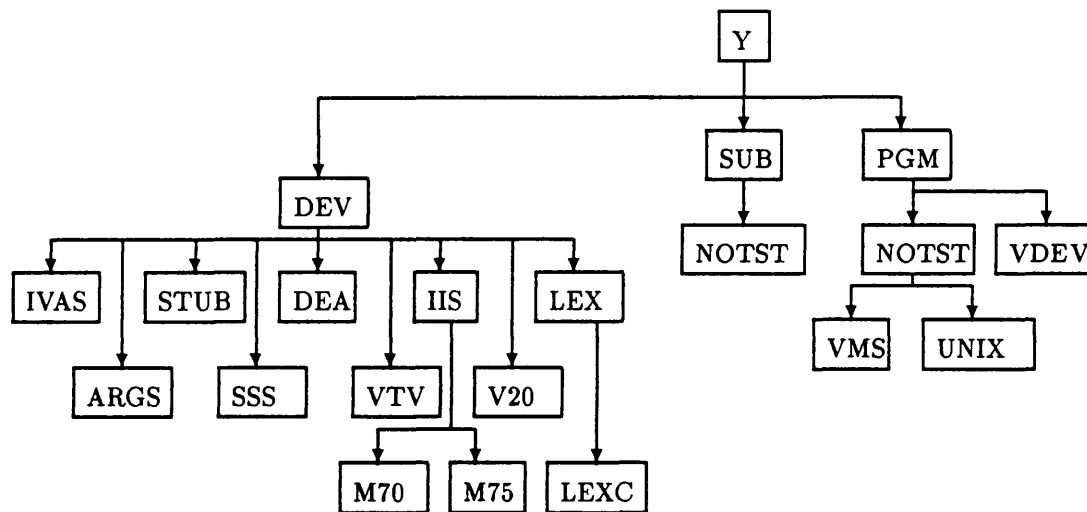 Y
SUB PGM
DEV
NOTST NOTST VDEV
IVAS STUB DEA IIS LEX
VMS UNIX
ARGS SSS VTV V20
M70 M75 LEXC